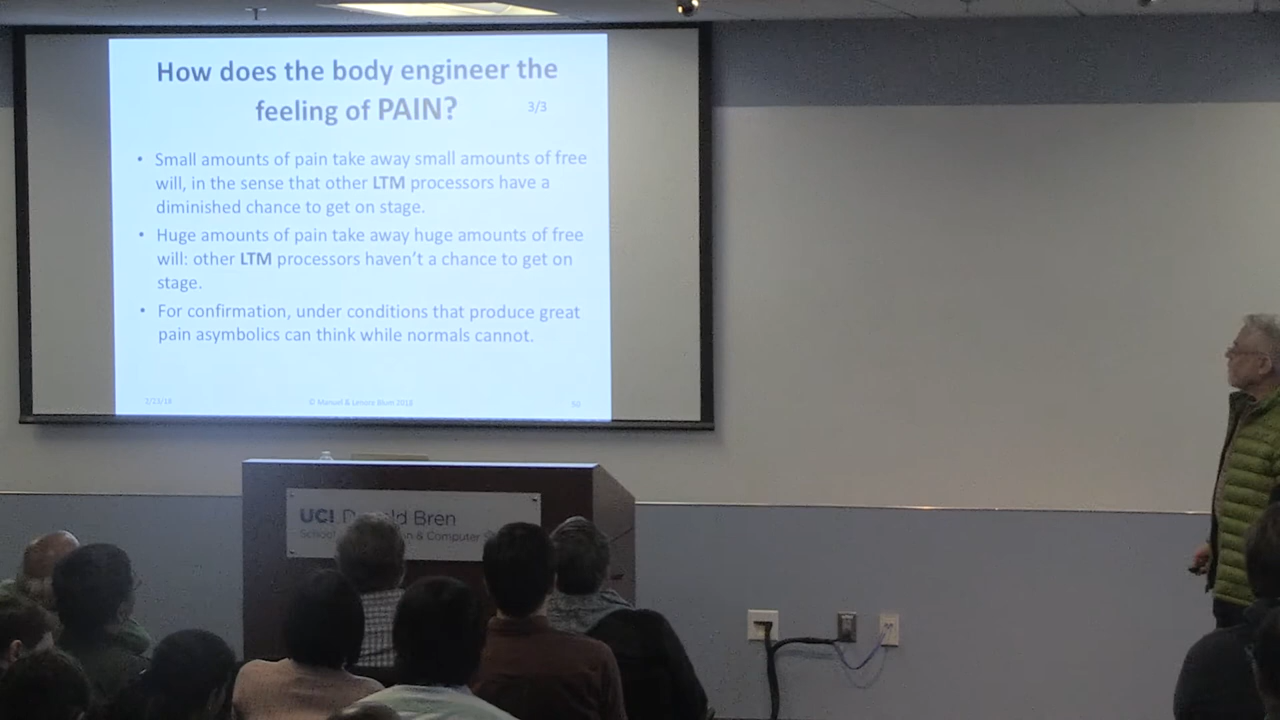 How does the body engineer the
feeling of PAIN? 3/3
• Small amounts of pain take away small amounts of free
will, in the sense that other LTM processors have a
diminished chance to get on stage.
• Huge amounts of pain take away huge amounts of free
will: other LTM processors haven't a chance to get on
stage.
• For confirmation, under conditions that produce great
pain asymbolics can think while normals cannot.
© Manuel & Lenore Blum 2018
50
UCI Bren
School & Computer